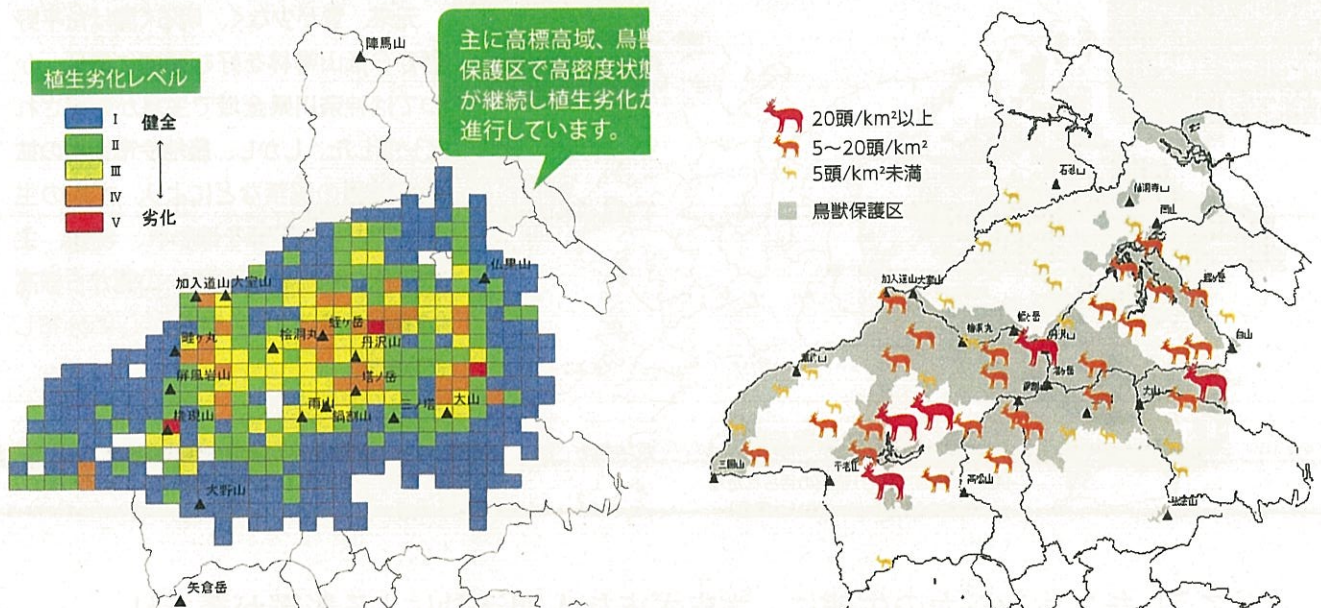 陣馬山
主に高標高域、鳥獣
保護区で高密度状態
が継続し植生劣化が
進行しています。
植生劣化レベル
I 健全
II
III
IV
V 劣化
仏果山
加入道山
大室山
畦ヶ丸
檜洞丸
蛭ヶ岳
丹沢山
屏風岩山
塔ノ岳
雨山
鍋割山
三ノ塔
大山
大野山
矢倉岳
20頭/km²以上
5～20頭/km²
5頭/km²未満
鳥獣保護区
加入道山
大室山
檜洞丸
蛭ヶ岳
丹沢山
大山
三国山
高松山